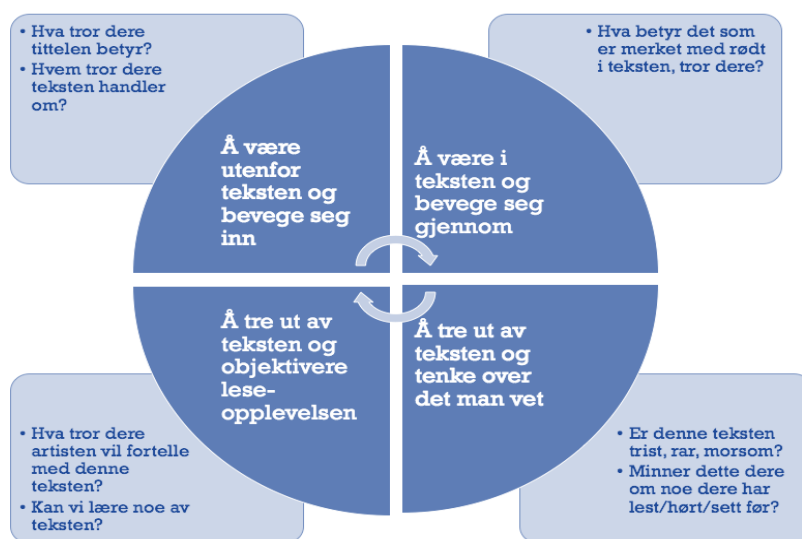 • Hva tror dere
tittelen betyr?
• Hvem tror dere
teksten handler
om?
• Hva betyr det som
er merket med rødt
i teksten, tror dere?
Å være
utenfor
teksten og
bevege seg
inn
Å være i
teksten og
bevege seg
gjennom
Å tre ut av
teksten og
objektivere
lese-
opplevelsen
Å tre ut av
teksten og
tenke over
det man vet
• Hva tror dere
artisten vil fortelle
med denne
teksten?
• Kan vi lære noe av
teksten?
• Er denne teksten
trist, rar, morsom?
• Minner dette dere
om noe dere har
lest/hørt/sett før?